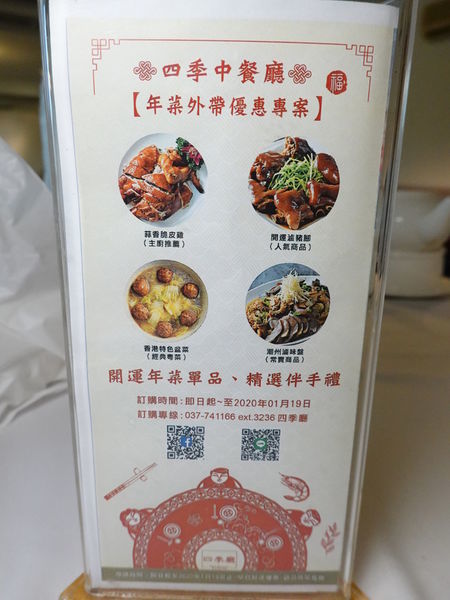 四季中餐廳
福
【年菜外帶優惠專案】
蒜香脆皮雞
（主廚推薦）
開運滷豬腳
（人氣商品）
香港特色盆菜
（經典粵菜）
潮州滷味盤
（常賣商品）
開運年菜單品、精選伴手禮
訂購時間：即日起~至2020年01月19日
訂購專線：037-741166 ext.3236 四季廳
四季廳